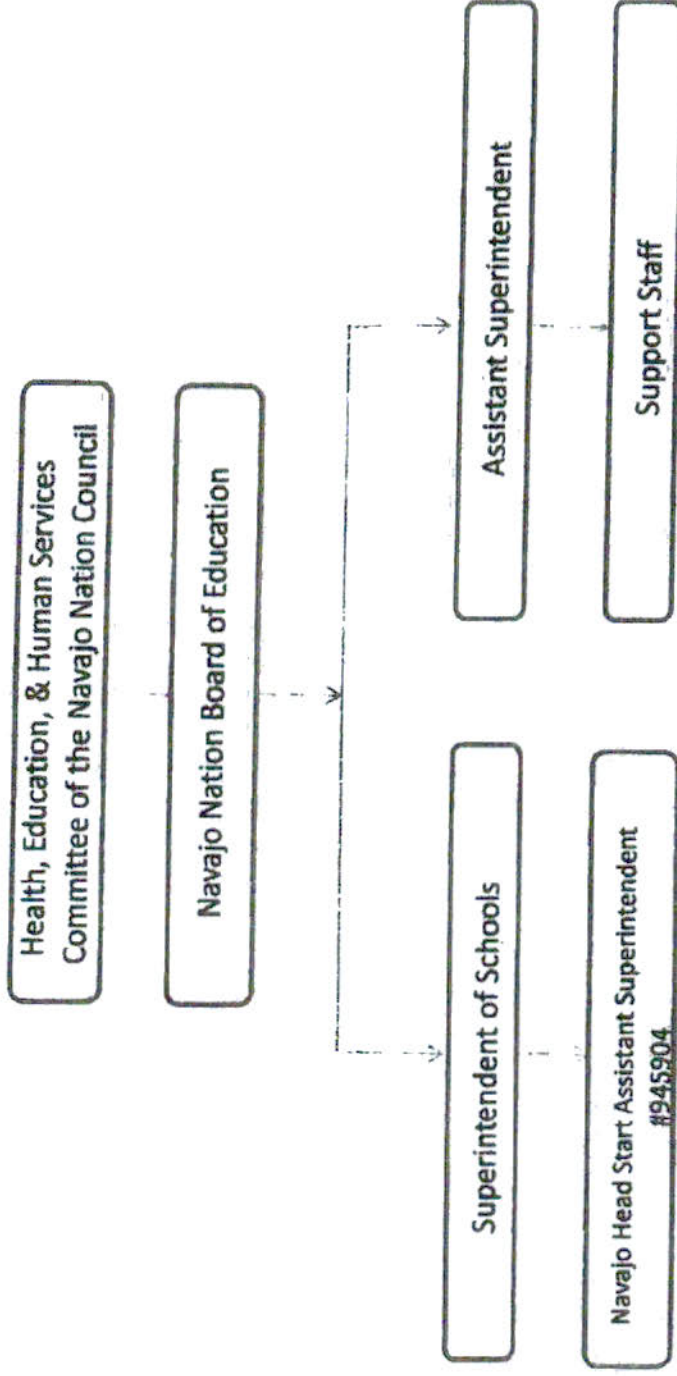 Health, Education, & Human Services
Committee of the Navajo Nation Council
Navajo Nation Board of Education
Superintendent of Schools
Assistant Superintendent
Navajo Head Start Assistant Superintendent
#945904
Support Staff